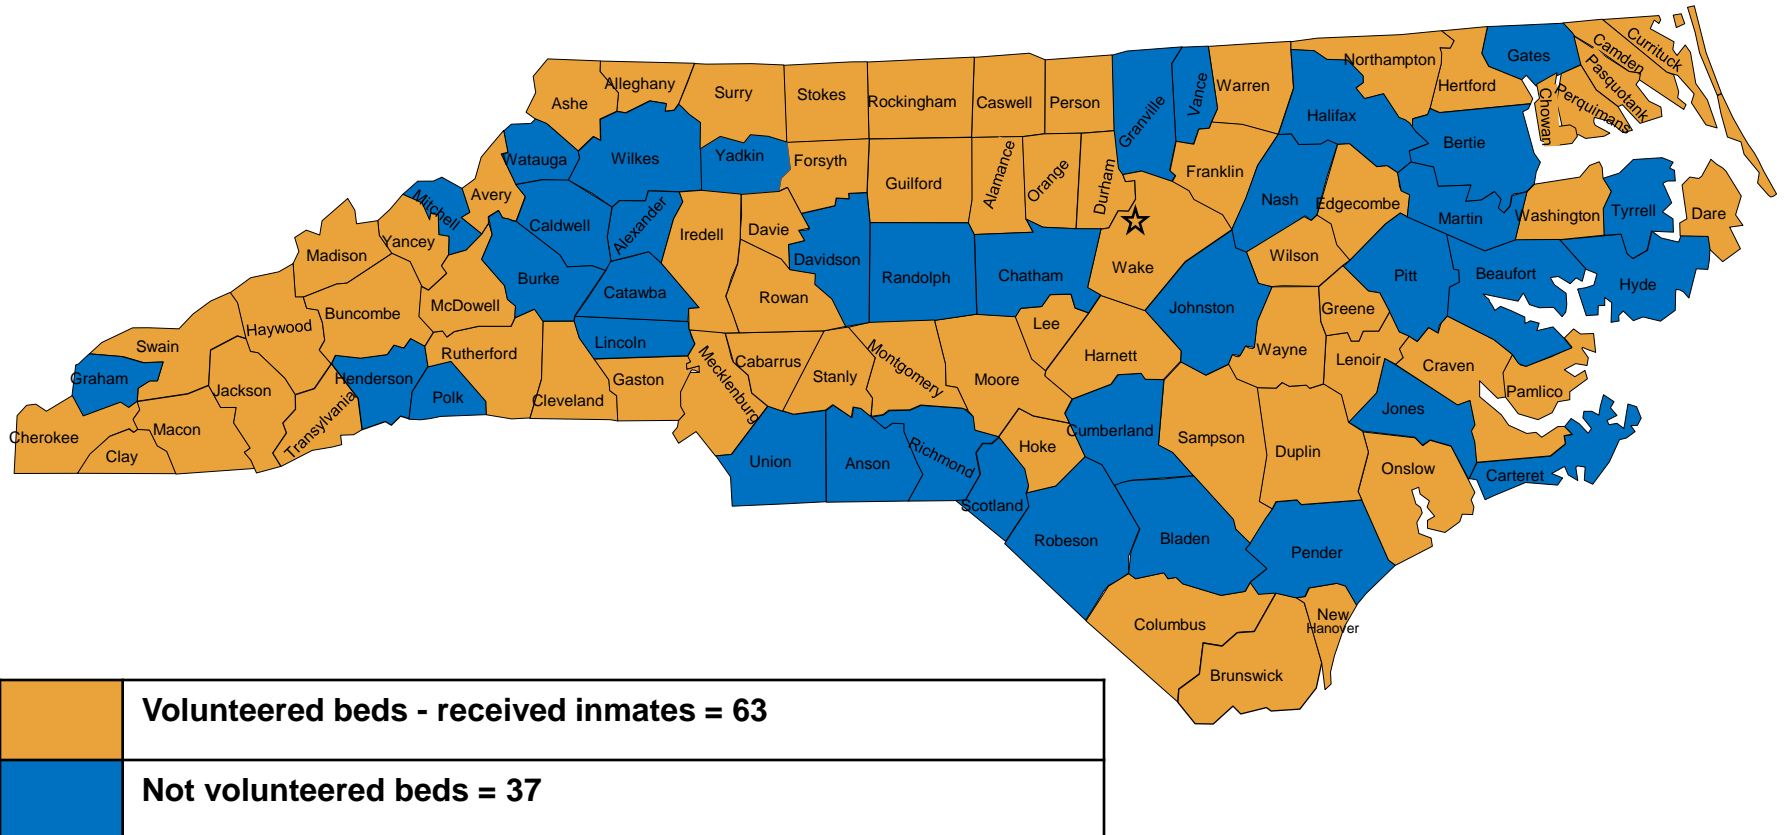 Ashe
Alleghany
Surry
Stokes
Rockingham
Caswell
Person
Granville
Vance
Warren
Halifax
Northampton
Hertford
Gates
Camden
Currituck
Pasquotank
Perquimans
Chowan
Bertie
Watauga
Wilkes
Yadkin
Forsyth
Guilford
Alamance
Orange
Durham
Franklin
Nash
Edgecombe
Martin
Washington
Tyrrell
Dare
Mitchell
Avery
Caldwell
Alexander
Iredell
Davie
Davidson
Randolph
Chatham
Wake
Wilson
Pitt
Beaufort
Hyde
Madison
Yancey
Burke
Catawba
Rowan
Johnston
Greene
Buncombe
McDowell
Haywood
Swain
Rutherford
Lincoln
Mecklenburg
Cabarrus
Stanly
Montgomery
Moore
Lee
Harnett
Wayne
Lenoir
Craven
Pamlico
Graham
Jackson
Henderson
Polk
Cleveland
Gaston
Jones
Cherokee
Clay
Macon
Transylvania
Union
Anson
Richmond
Scotland
Hoke
Cumberland
Sampson
Duplin
Onslow
Carteret
Robeson
Bladen
Pender
Columbus
Brunswick
New
Hanover
Volunteered beds - received inmates = 63
Not volunteered beds = 37